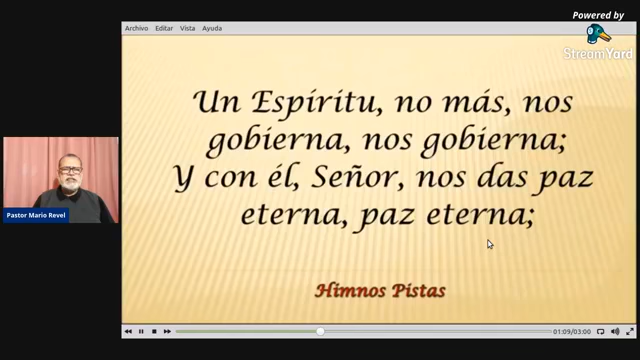 Powered by
StreamYard
Archivo Editar Vista Ayuda
Un Espíritu, no más, nos
gobierna, nos gobierna;
Y con él, Señor, nos das paz
eterna, paz eterna;
Himnos Pistas
Pastor Mario Revel
01:09/03:00